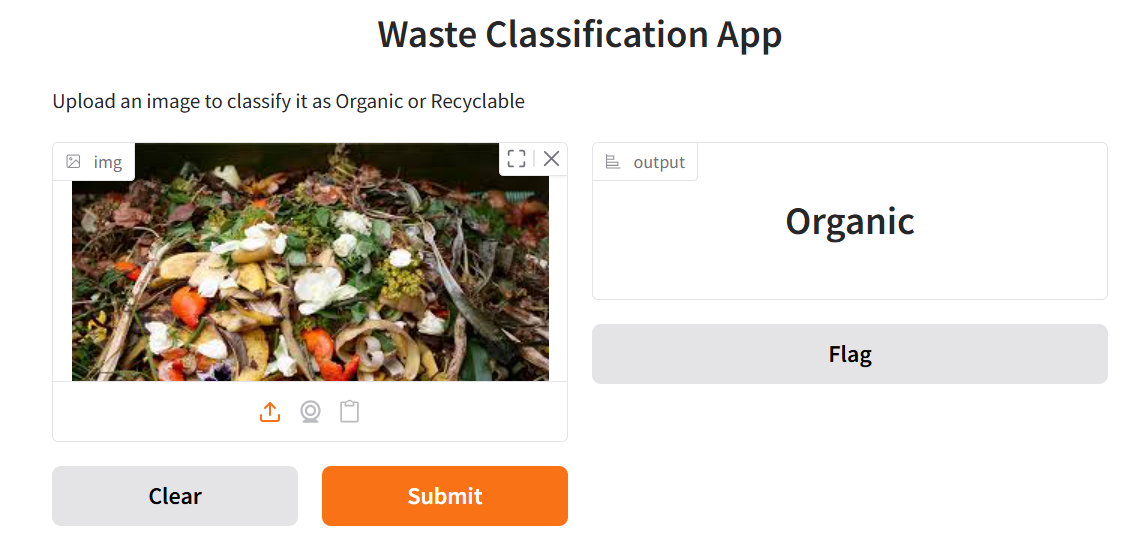 Waste Classification App
Upload an image to classify it as Organic or Recyclable
img
output
Organic
Flag
Clear
Submit